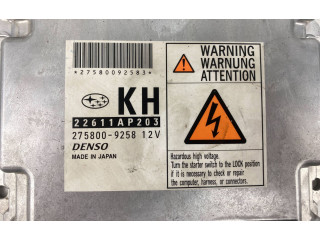 *27580092583*
KH
22611AP203
275800-9258 12V
DENSO
MADE IN JAPAN
WARNING
WARNUNG
ATTENTION
Hazardous high voltage.
Turn the starter switch to the LOCK position
if it is necessary to check or repair
the computer, harness, or connectors.